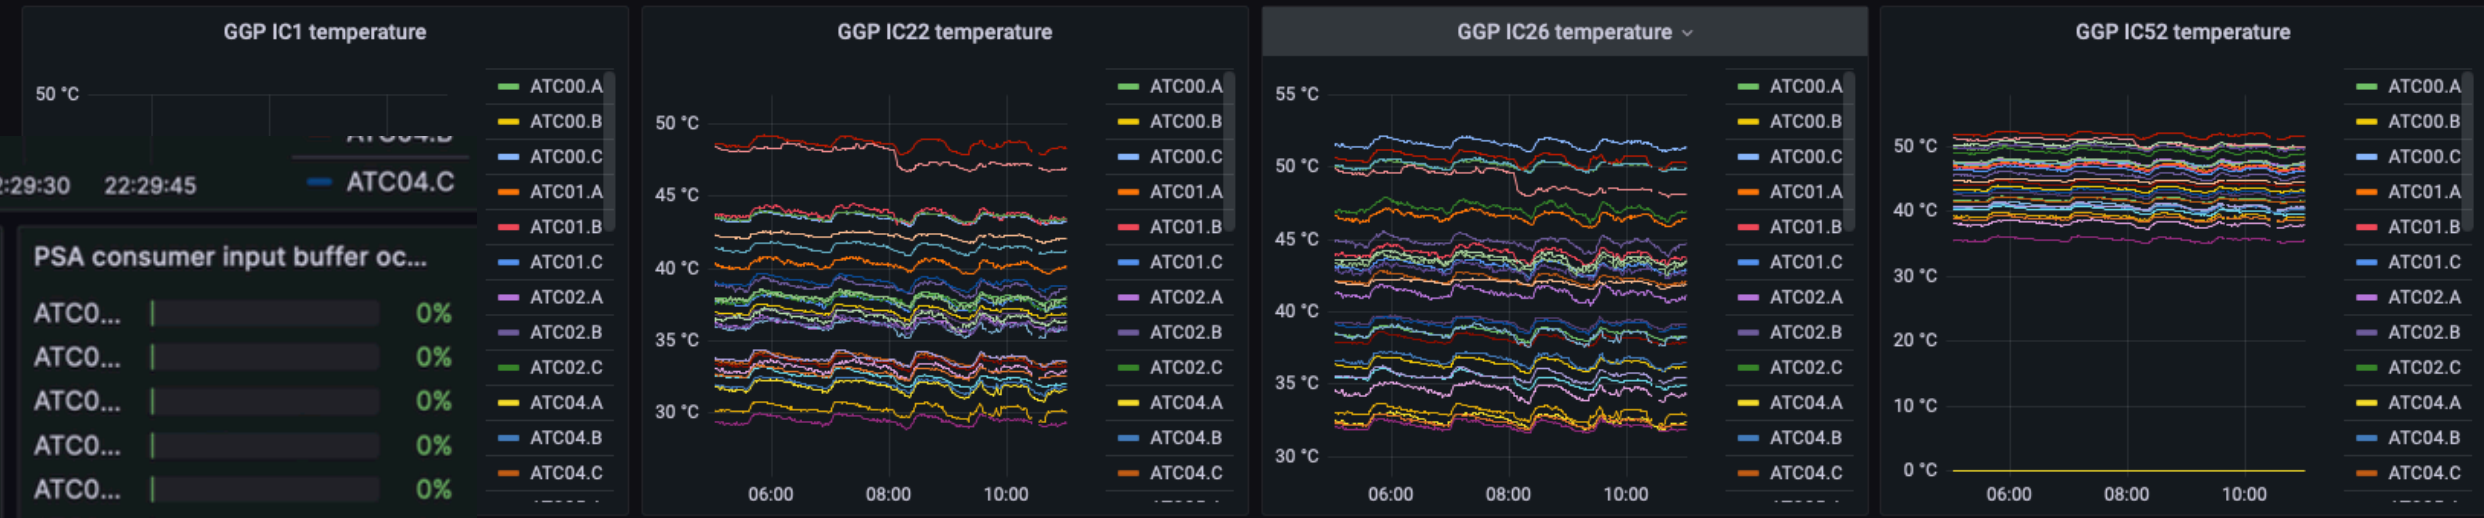 GGP IC1 temperature
50 °C
ATC00.A
ATC00.B
ATC00.C
ATC01.A
ATC01.B
ATC01.C
ATC02.A
ATC02.B
ATC02.C
ATC04.A
ATC04.B
ATC04.C
ATC04.C
:29:30 22:29:45
PSA consumer input buffer oc...
ATC0... 0%
ATC0... 0%
ATC0... 0%
ATC0... 0%
ATC0... 0%
GGP IC22 temperature
50 °C
45 °C
40 °C
35 °C
30 °C
06:00 08:00 10:00
ATC00.A
ATC00.B
ATC00.C
ATC01.A
ATC01.B
ATC01.C
ATC02.A
ATC02.B
ATC02.C
ATC04.A
ATC04.B
ATC04.C
GGP IC26 temperature
55 °C
50 °C
45 °C
40 °C
35 °C
30 °C
06:00 08:00 10:00
ATC00.A
ATC00.B
ATC00.C
ATC01.A
ATC01.B
ATC01.C
ATC02.A
ATC02.B
ATC02.C
ATC04.A
ATC04.B
ATC04.C
GGP IC52 temperature
50 °C
40 °C
30 °C
20 °C
10 °C
0 °C
06:00 08:00 10:00
ATC00.A
ATC00.B
ATC00.C
ATC01.A
ATC01.B
ATC01.C
ATC02.A
ATC02.B
ATC02.C
ATC04.A
ATC04.B
ATC04.C